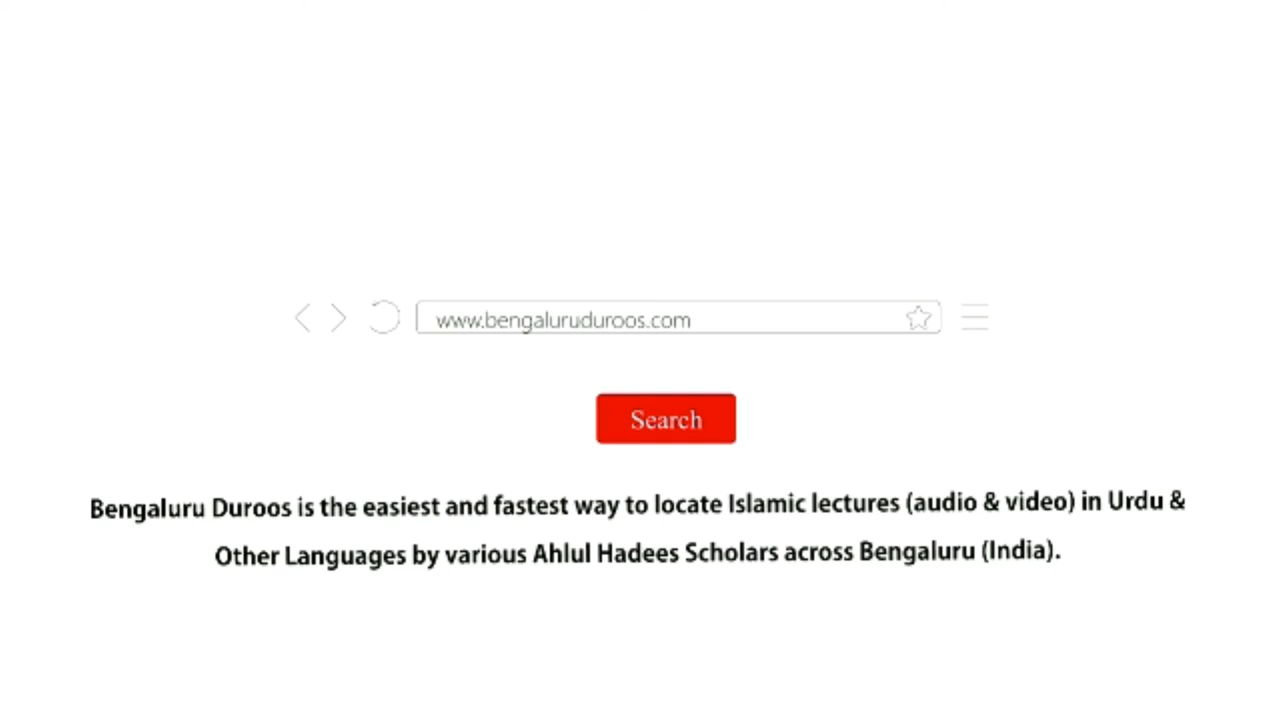 www.bengaluruduroos.com
Search
Bengaluru Duroos is the easiest and fastest way to locate Islamic lectures (audio & video) in Urdu &
Other Languages by various Ahlul Hadees Scholars across Bengaluru (India).